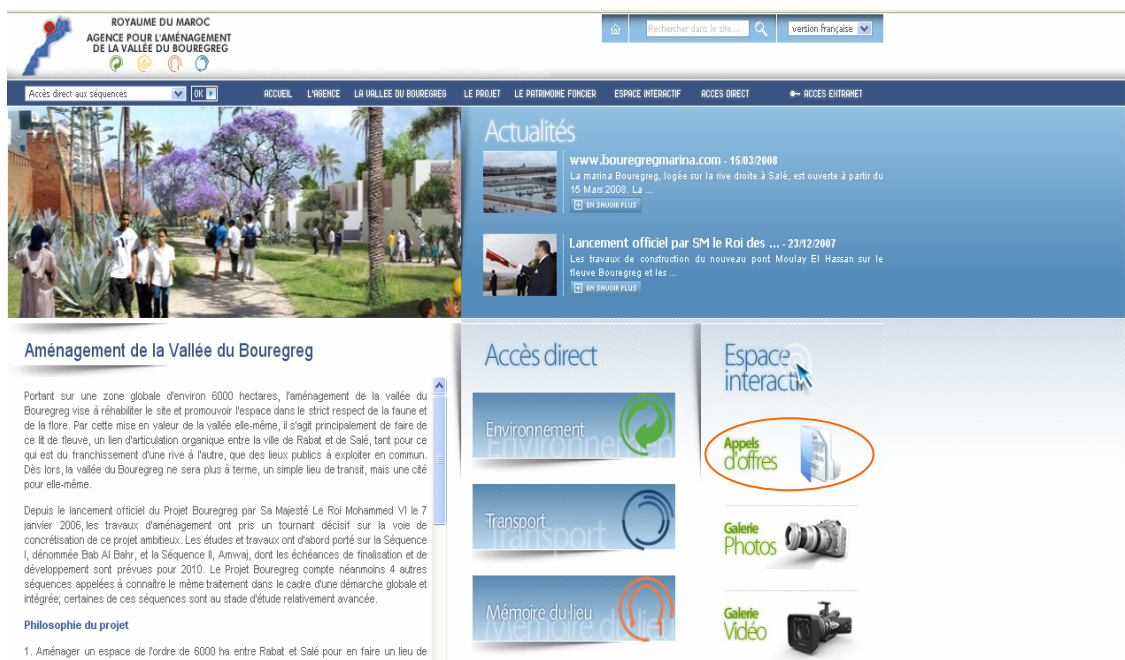 ROYAUME DU MAROC
AGENCE POUR L'AMÉNAGEMENT
DE LA VALLÉE DU BOUREGREG
Rechercher dans le site...
version française
Accès direct aux séquences
OK
ACCUEIL
L'AGENCE
LA VALLEE DU BOUREGREG
LE PROJET
LE PATRIMOINE FONCIER
ESPACE INTERACTIF
ACCES DIRECT
ACCES EXTRANET
Actualités
www.bouregregmarina.com - 15/03/2008
La marina Bouregreg, logée sur la rive droite à Salé, est ouverte à partir du
15 Mars 2008. La ...
EN SAVOIR PLUS
Lancement officiel par SM le Roi des ... - 23/12/2007
Les travaux de construction du nouveau pont Moulay El Hassan sur le
fleuve Bouregreg et les ...
EN SAVOIR PLUS
Aménagement de la Vallée du Bouregreg
Portant sur une zone globale d'environ 6000 hectares, l'aménagement de la vallée du
Bouregreg vise à réhabiliter le site et promouvoir l'espace dans le strict respect de la faune et
de la flore. Par cette mise en valeur de la vallée elle-même, il s'agit principalement de faire de
ce lit de fleuve, un lien d'articulation organique entre la ville de Rabat et de Salé, tant pour ce
qui est du franchissement d'une rive à l'autre, que des lieux publics à exploiter en commun.
Dès lors, la vallée du Bouregreg ne sera plus à terme, un simple lieu de transit, mais une cité
pour elle-même.
Depuis le lancement officiel du Projet Bouregreg par Sa Majesté Le Roi Mohammed VI le 7
janvier 2006, les travaux d'aménagement ont pris un tournant décisif sur la voie de
concrétisation de ce projet ambitieux. Les études et travaux ont d'abord porté sur la Séquence
I, dénommée Bab Al Bahr, et la Séquence II, Amwaj, dont les échéances de finalisation et de
développement sont prévues pour 2010. Le Projet Bouregreg compte néanmoins 4 autres
séquences appelées à connaître le même traitement dans le cadre d'une démarche globale et
intégrée; certaines de ces séquences sont au stade d'étude relativement avancée.
Philosophie du projet
1. Aménager un espace de l'ordre de 6000 ha entre Rabat et Salé pour en faire un lieu de
Accès direct
Environnement
Environnement
Transport
Transport
Mémoire du lieu
Mémoire du lieu
Espace
interactif
Appels
d'offres
Galerie
Photos
Galerie
Vidéo